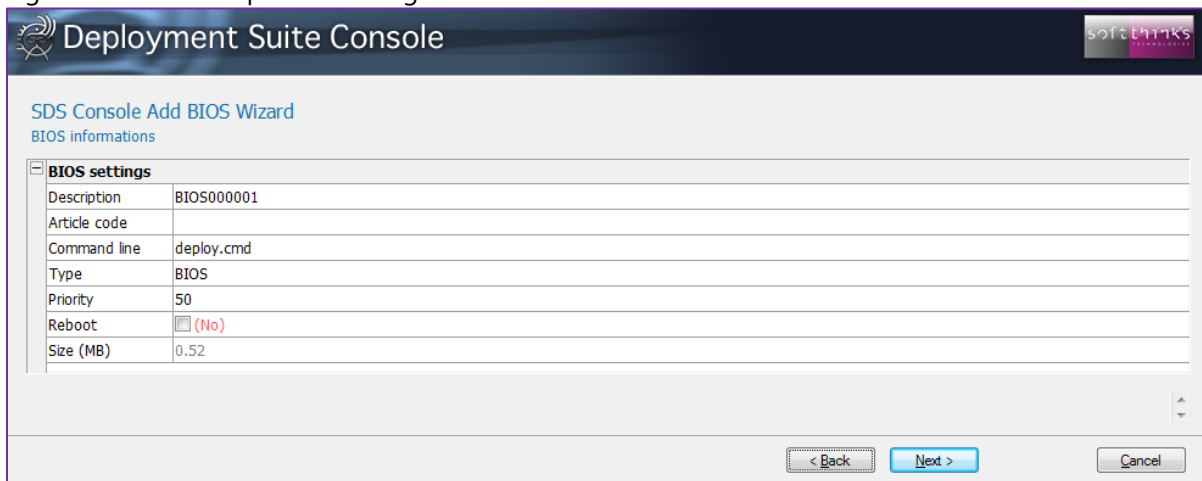 Deployment Suite Console
softthinks
TECHNOLOGIES
SDS Console Add BIOS Wizard
BIOS informations
BIOS settings
Description BIOS000001
Article code
Command line deploy.cmd
Type BIOS
Priority 50
Reboot (No)
Size (MB) 0.52
< Back Next > Cancel